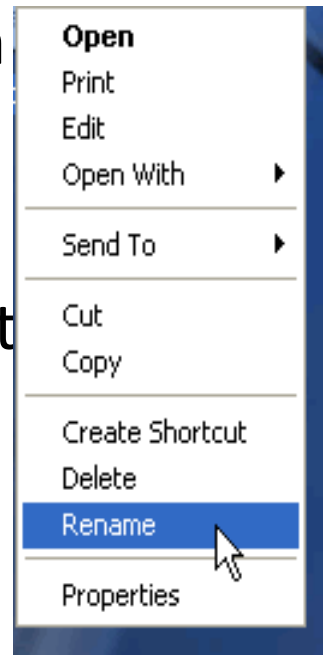 Open
Print
Edit
Open With
Send To
Cut
Copy
Create Shortcut
Delete
Rename
Properties